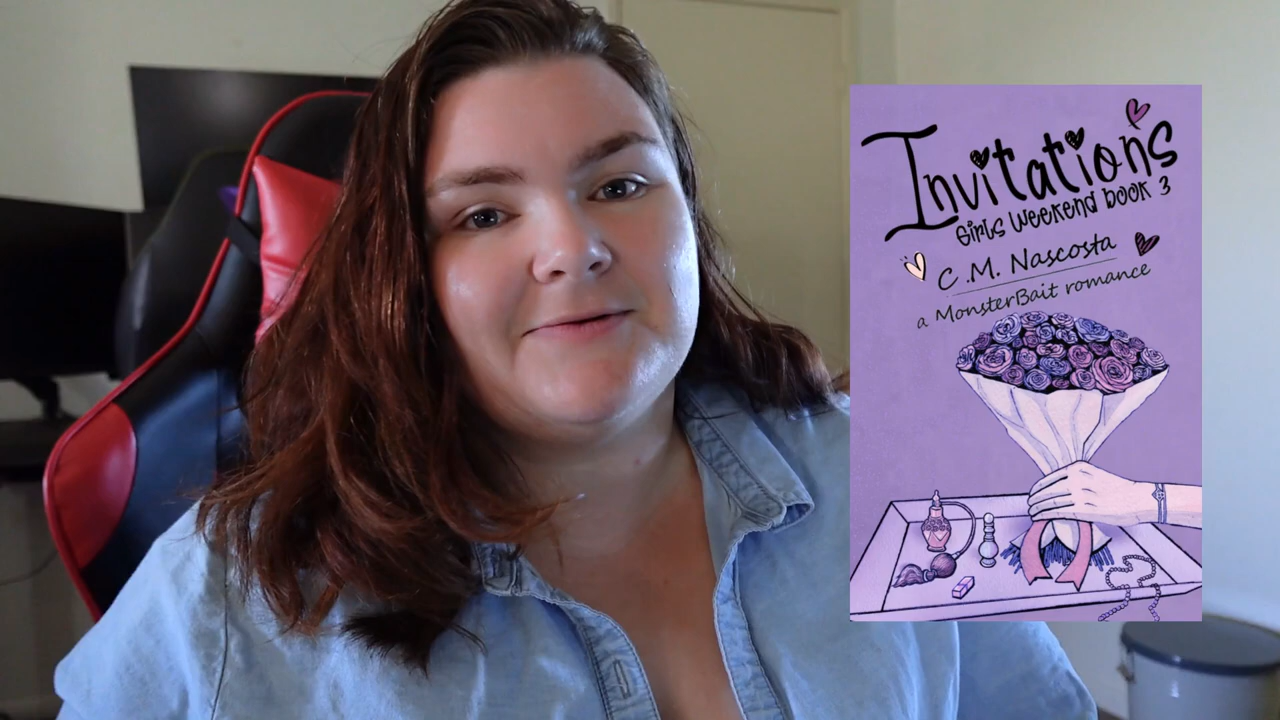 Invitations
Girls Weekend book 3
C.M. Nascosta
a MonsterBait romance